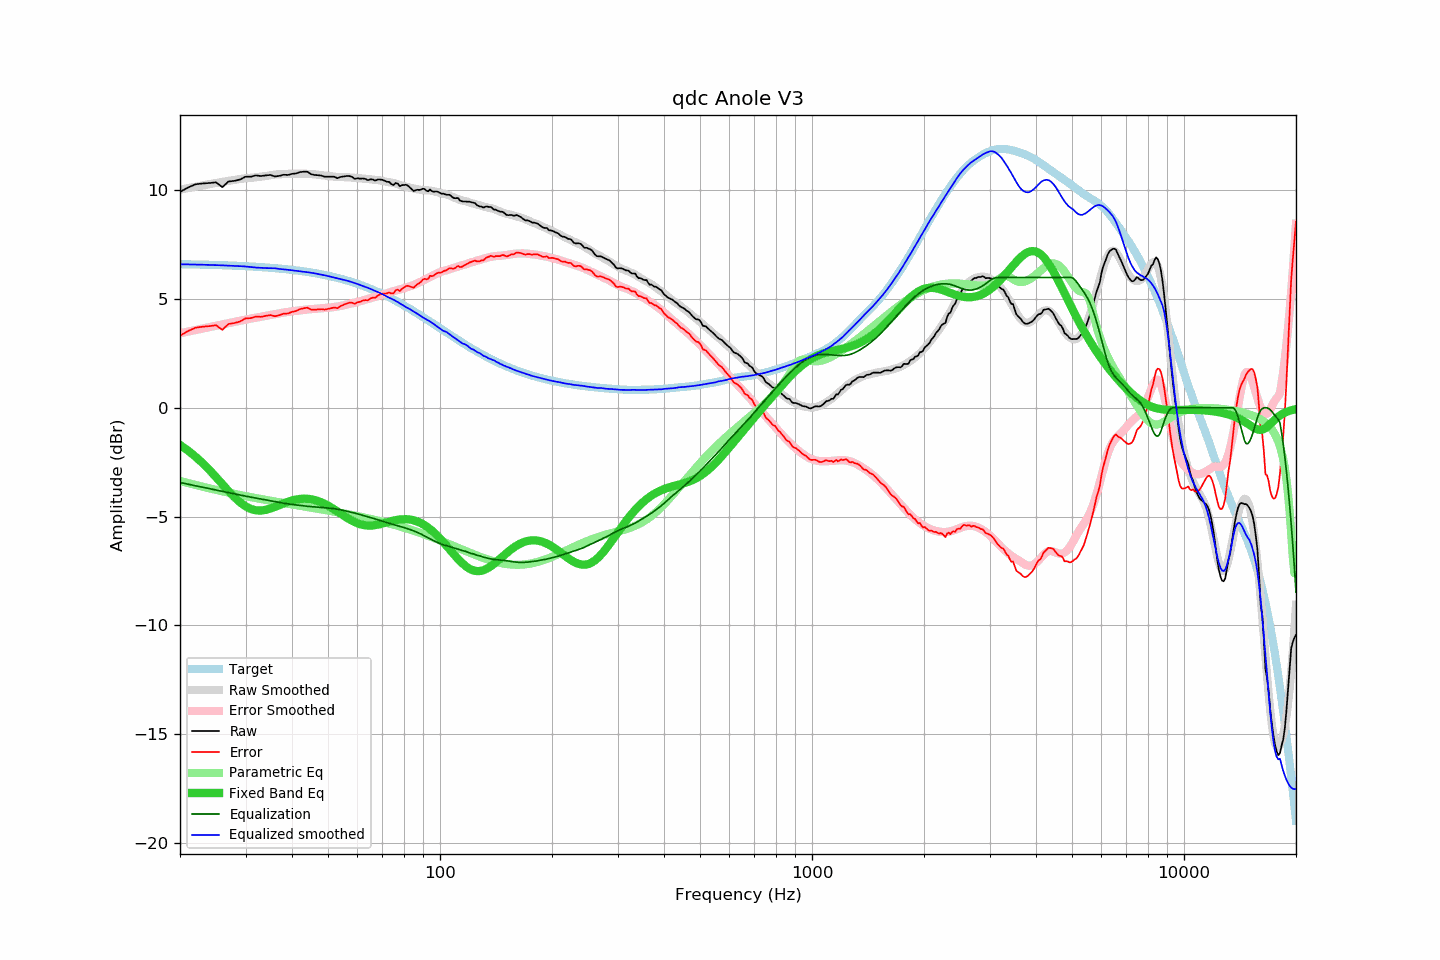 qdc Anole V3
10
5
0
−5
−10
−15
−20
Amplitude (dBr)
100
1000
10000
Frequency (Hz)
Target
Raw Smoothed
Error Smoothed
Raw
Error
Parametric Eq
Fixed Band Eq
Equalization
Equalized smoothed